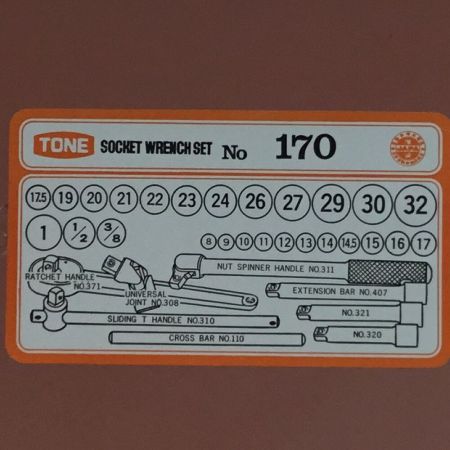 TONE SOCKET WRENCH SET No 170
17.5 19 20 21 22 23 24 26 27 29 30 32
1 1/2 3/8 8 9 10 11 12 13 14 14.5 15 16 17
NUT SPINNER HANDLE NO.311
RATCHET HANDLE
NO.371
UNIVERSAL
JOINT NO.308
EXTENSION BAR NO.407
NO.321
SLIDING T HANDLE NO.310
NO.320
CROSS BAR NO.110